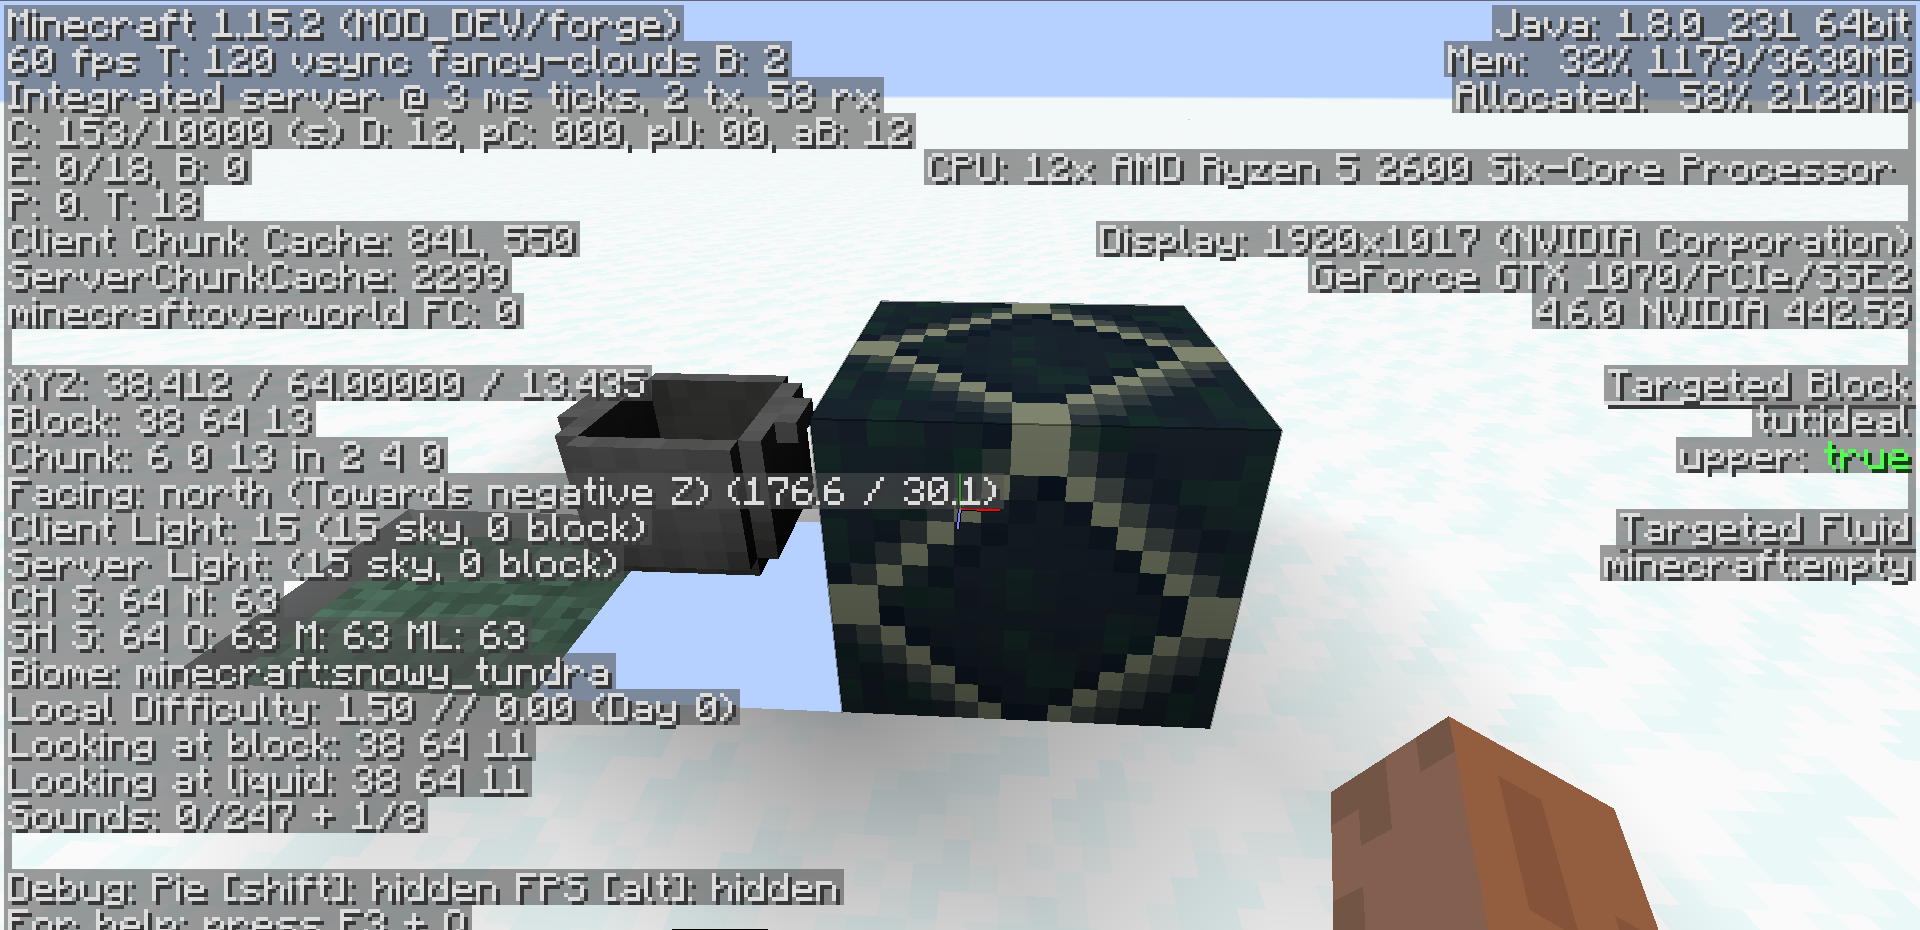 Minecraft 1.15.2 (MOD_DEV/forge)
60 fps T: 120 vsync fancy-clouds B: 2
Integrated server @ 3 ms ticks, 2 tx, 58 rx
C: 153/10000 (s) D: 12, pC: 000, pU: 00, aB: 12
E: 0/18, B: 0
P: 0. T: 18
Client Chunk Cache: 841, 550
ServerChunkCache: 2299
minecraft:overworld FC: 0
XYZ: 38.412 / 64.00000 / 13.435
Block: 38 64 13
Chunk: 6 0 13 in 2 4 0
Facing: north (Towards negative Z) (176.6 / 30.1)
Client Light: 15 (15 sky, 0 block)
Server Light: (15 sky, 0 block)
CH S: 64 M: 63
SH S: 64 O: 63 M: 63 ML: 63
Biome: minecraft:snowy_tundra
Local Difficulty: 1.50 // 0.00 (Day 0)
Looking at block: 38 64 11
Looking at liquid: 38 64 11
Sounds: 0/247 + 1/8
Debug: Pie [shift]: hidden FPS [alt]: hidden
For help: press F3 + Q
Java: 1.8.0_231 64bit
Mem: 32% 1179/3630MB
Allocated: 58% 2120MB
CPU: 12x AMD Ryzen 5 2600 Six-Core Processor
Display: 1920x1017 (NVIDIA Corporation)
GeForce GTX 1070/PCIe/SSE2
4.6.0 NVIDIA 442.59
Targeted Block
tut:ideal
upper: true
Targeted Fluid
minecraft:empty